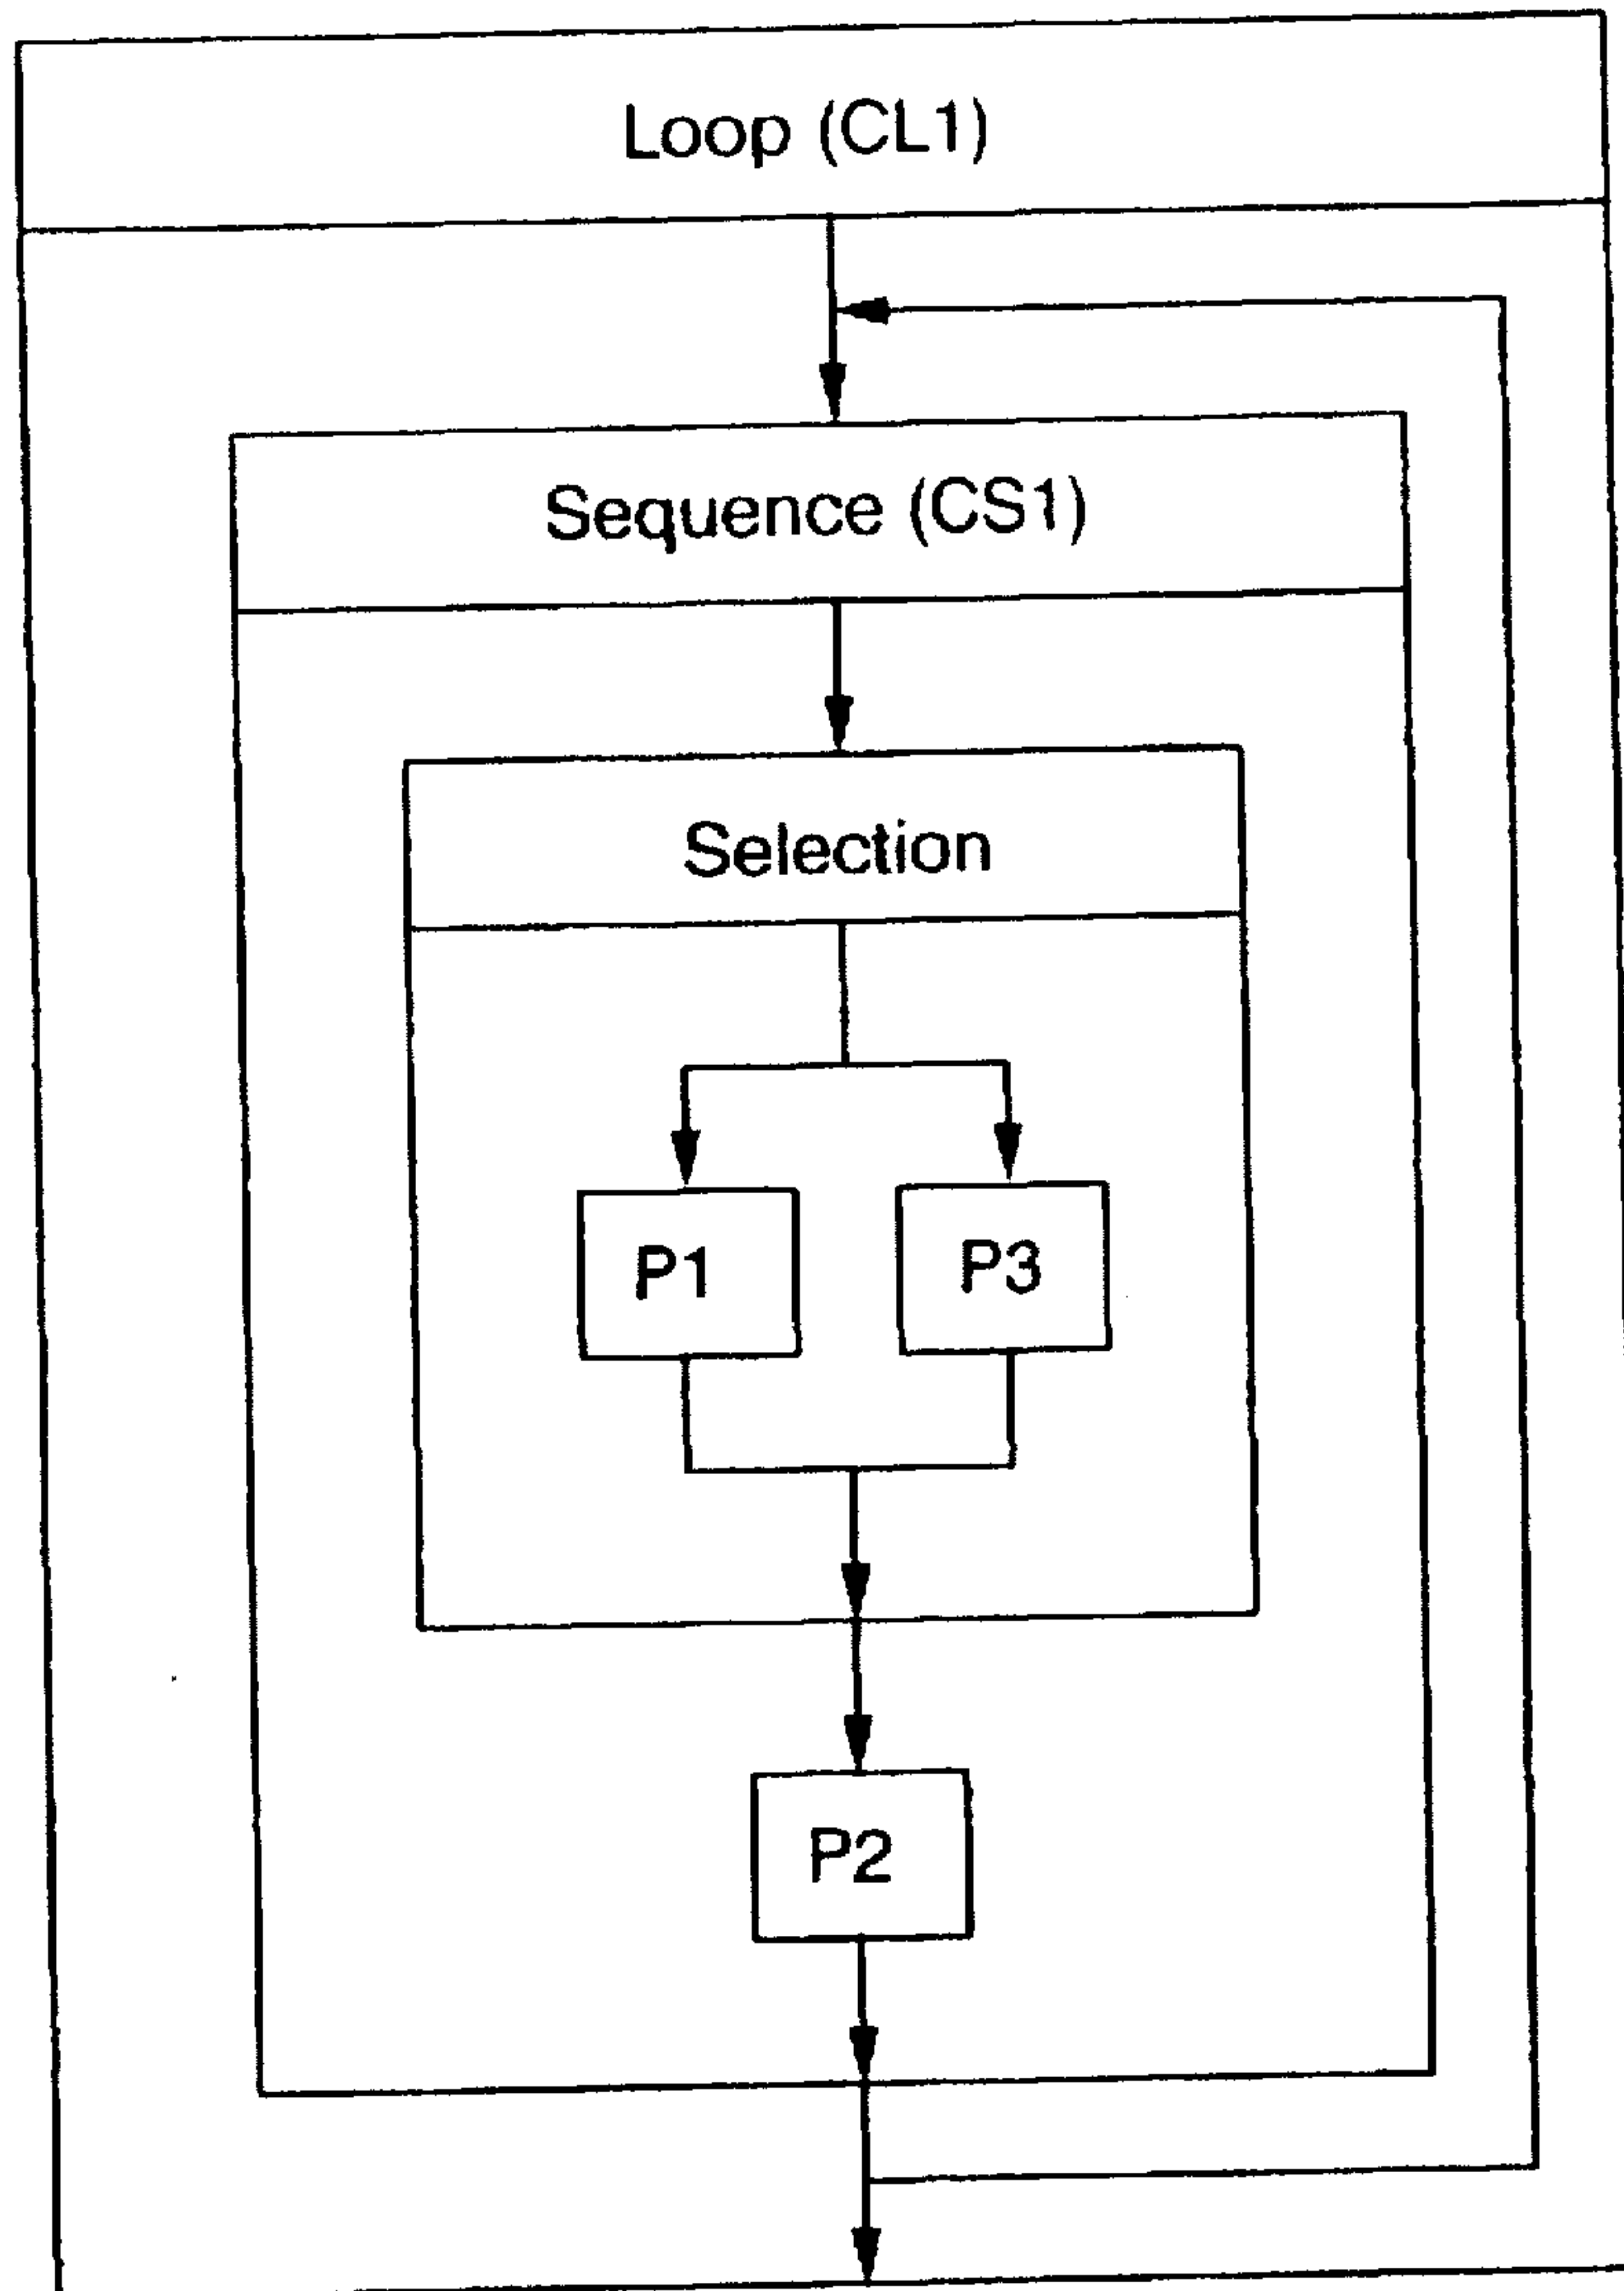 Loop (CL1)
Sequence (CS1)
Selection
P1
P3
P2